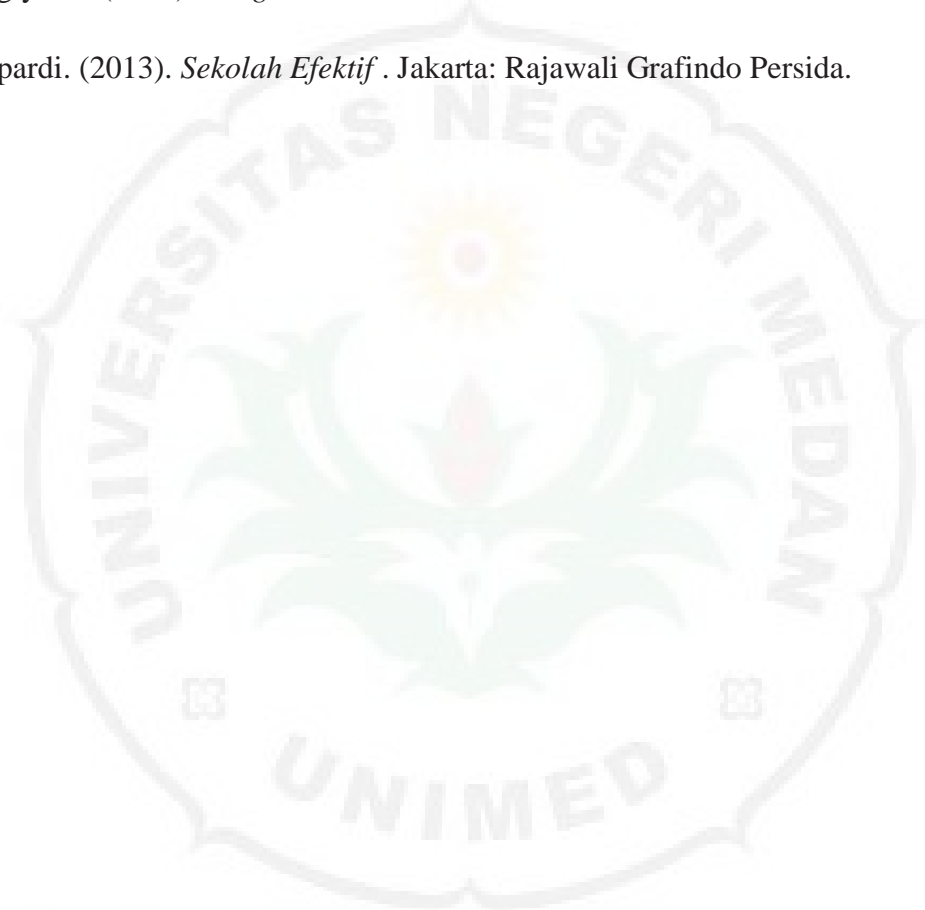 pardi. (2013). Sekolah Efektif . Jakarta: Rajawali Grafindo Persida.
UNIVERSITAS NEGERI MEDAN
UNIMED